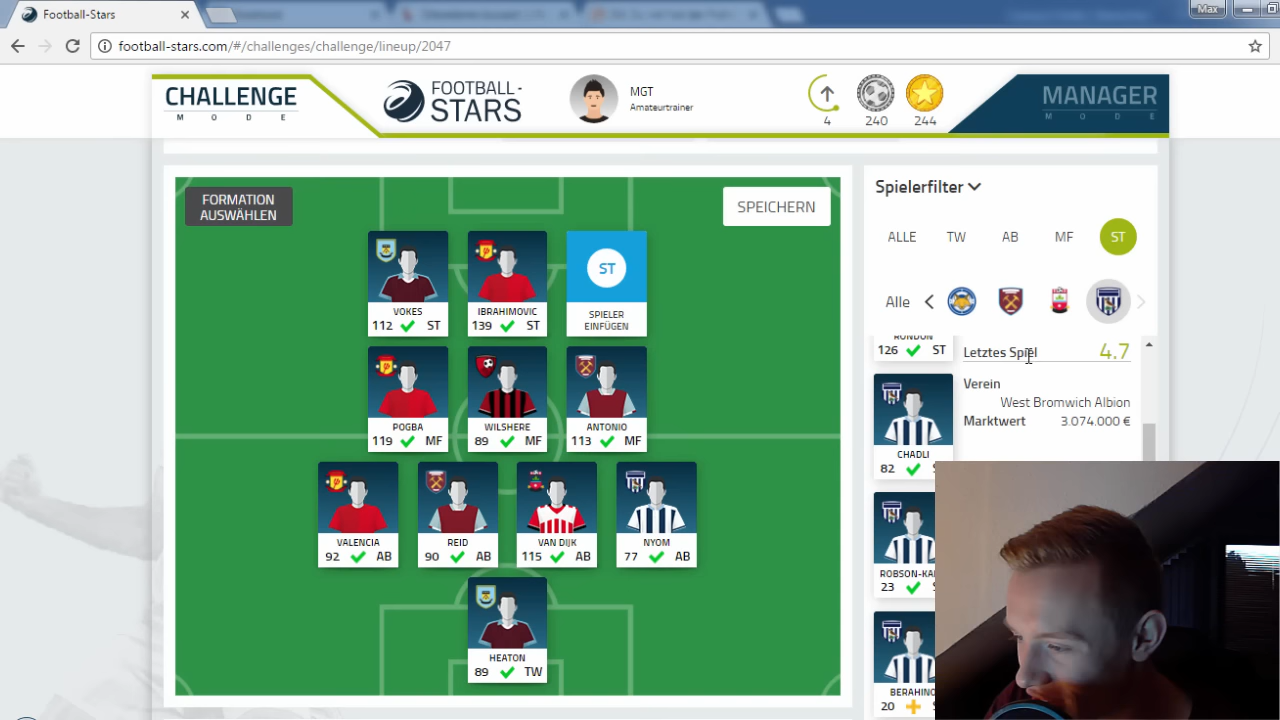 Football-Stars
Max
football-stars.com/#/challenges/challenge/lineup/2047
CHALLENGE
MODE
FOOTBALL-
STARS
MGT
Amateurtrainer
4
240
244
MANAGER
MODE
FORMATION
AUSWÄHLEN
SPEICHERN
VOKES
112 ST
IBRAHIMOVIC
139 ST
ST
SPIELER
EINFÜGEN
POGBA
119 MF
WILSHERE
89 MF
ANTONIO
113 MF
VALENCIA
92 AB
REID
90 AB
VAN DIJK
115 AB
NYOM
77 AB
HEATON
89 TW
Spielerfilter
ALLE TW AB MF ST
Alle
RONDON
126 ST
Letztes Spiel 4.7
Verein
West Bromwich Albion
Marktwert 3.074.000 €
CHADLI
82
ROBSON-KA
23
BERAHINO
20